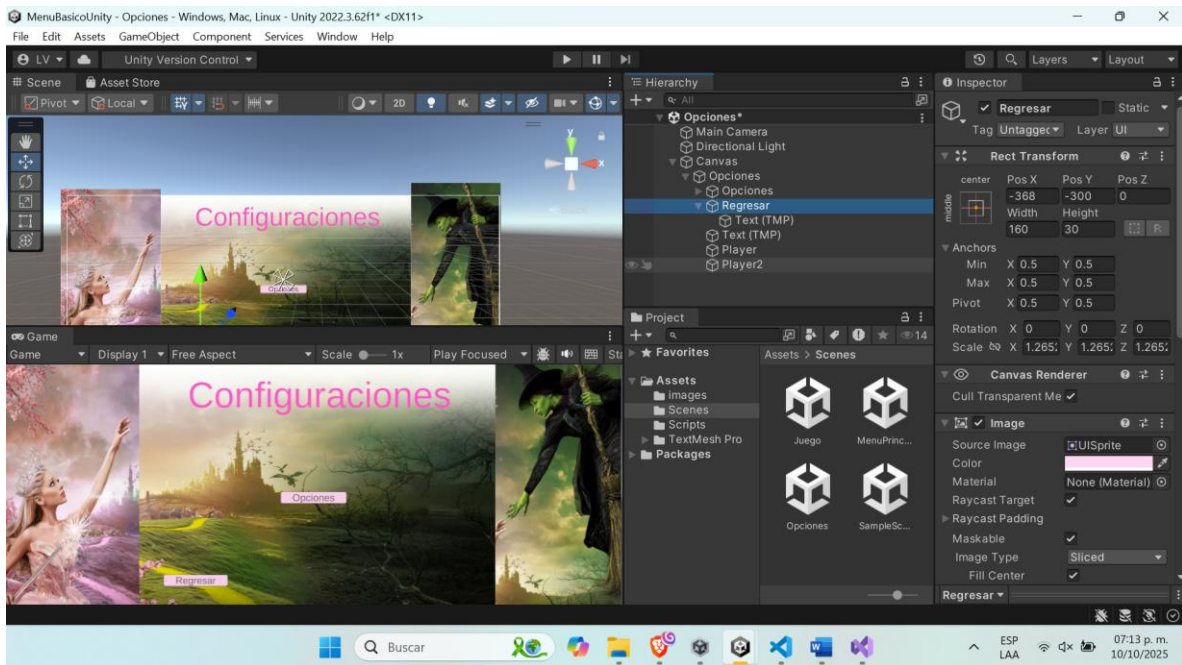 MenuBasicoUnity - Opciones - Windows, Mac, Linux - Unity 2022.3.62f1* <DX11>
File Edit Assets GameObject Component Services Window Help
LV Unity Version Control Layers Layout
Scene Asset Store
Pivot Local 2D
Configuraciones
Opciones
Game
Game Display 1 Free Aspect Scale 1x Play Focused
Configuraciones
Opciones
Regresar
Hierarchy
All
Opciones*
Main Camera
Directional Light
Canvas
Opciones
Opciones
Regresar
Text (TMP)
Text (TMP)
Player
Player2
Project
14
Favorites
Assets
images
Scenes
Scripts
TextMesh Pro
Packages
Assets > Scenes
Juego MenuPrinc...
Opciones SampleSc...
Inspector
Regresar Static
Tag Untaggec Layer UI
Rect Transform
center Pos X Pos Y Pos Z
middle -368 -300 0
Width Height
160 30 R
Anchors
Min X 0.5 Y 0.5
Max X 0.5 Y 0.5
Pivot X 0.5 Y 0.5
Rotation X 0 Y 0 Z 0
Scale X 1.265 Y 1.265 Z 1.265
Canvas Renderer
Cull Transparent Me
Image
Source Image UISprite
Color
Material None (Material)
Raycast Target
Raycast Padding
Maskable
Image Type Sliced
Fill Center
Regresar
Buscar
ESP
LAA
07:13 p. m.
10/10/2025